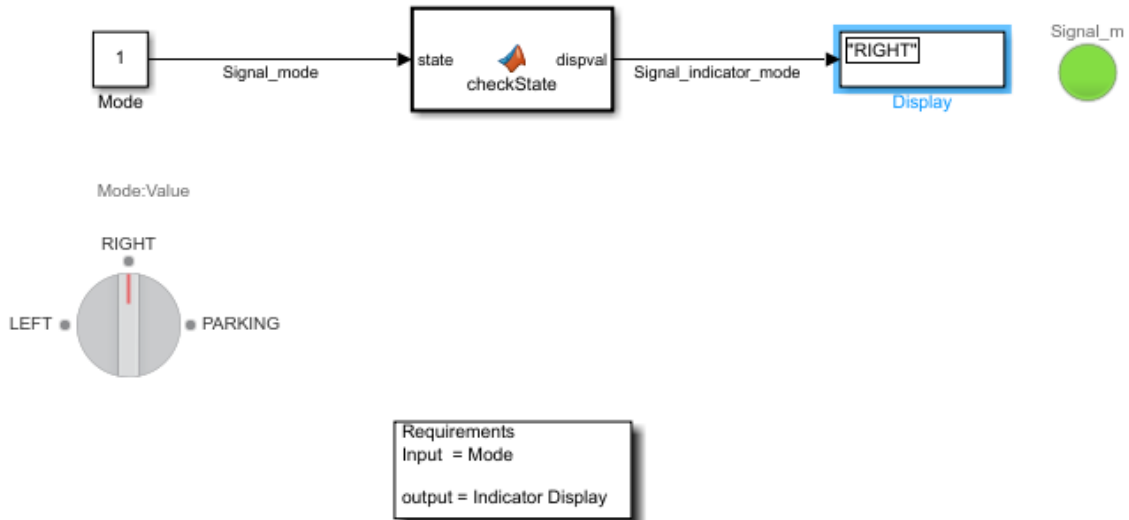 Signal_m
1
state
dispval
"RIGHT"
Signal_mode
checkState
Signal_indicator_mode
Mode
Display
Mode:Value
RIGHT
LEFT
PARKING
Requirements
Input = Mode
output = Indicator Display